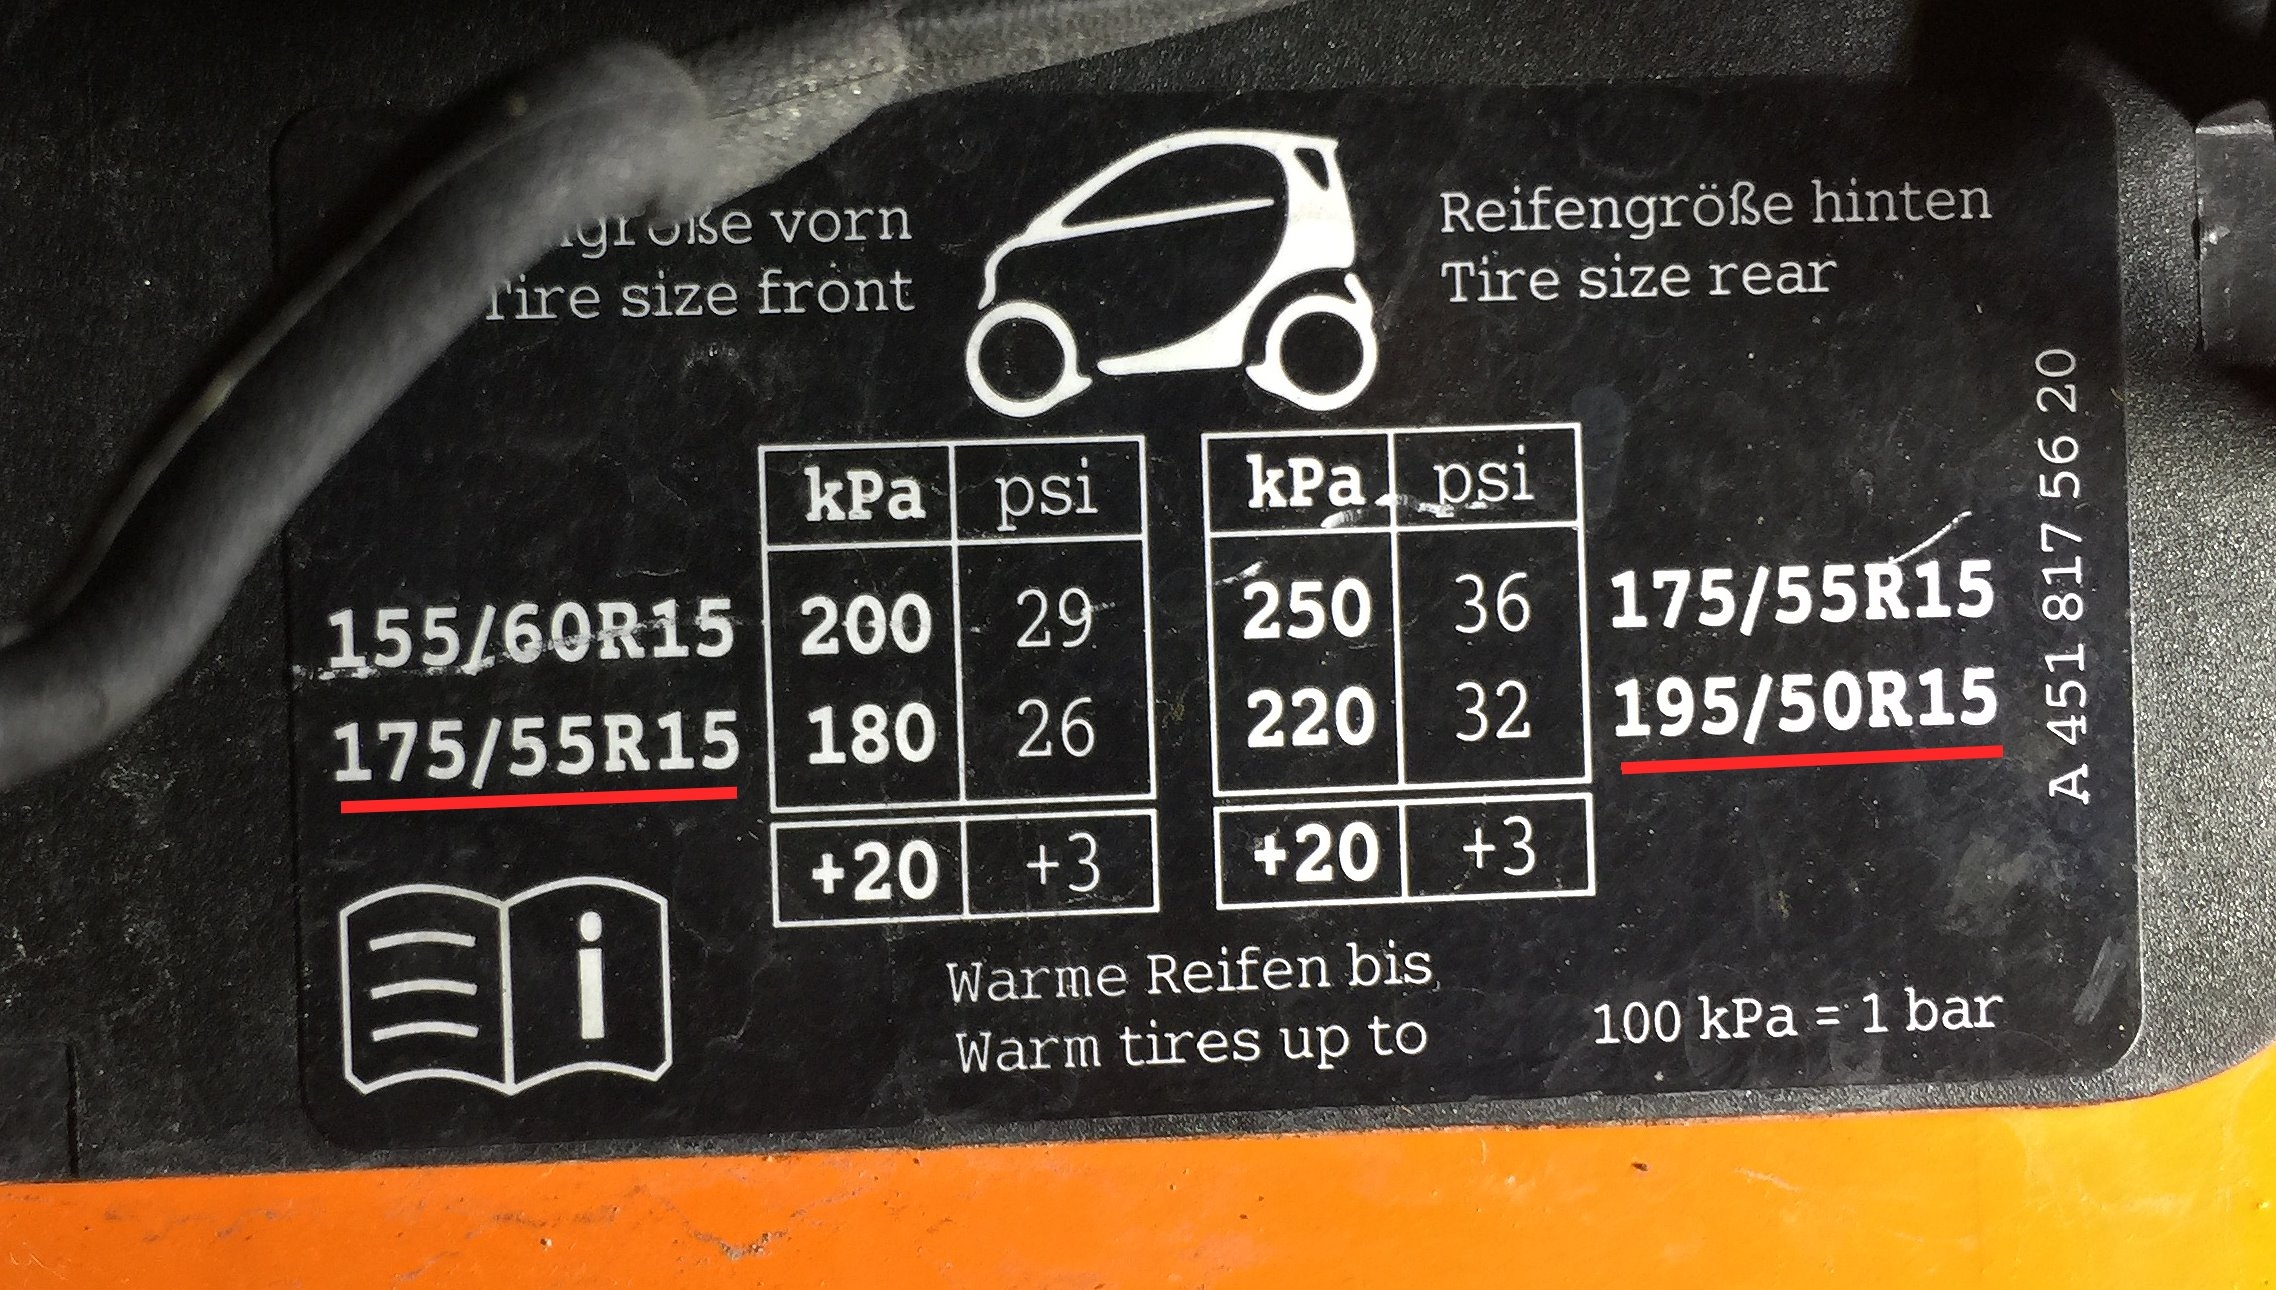 vorn
Tire size front
Reifengröße hinten
Tire size rear
kPa psi
kPa psi
155/60R15 200 29
250 36 175/55R15
175/55R15 180 26
220 32 195/50R15
+20 +3
+20 +3
i
Warme Reifen bis
Warm tires up to
100 kPa = 1 bar
A 451 817 56 20